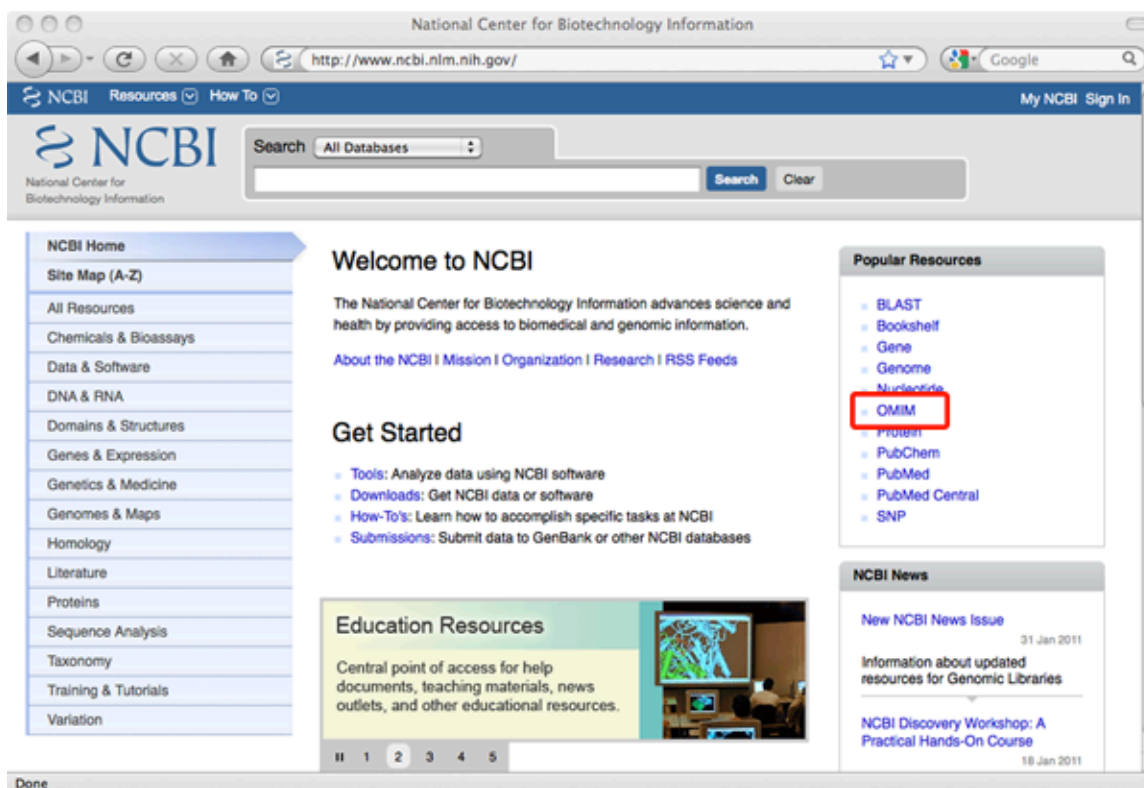 National Center for Biotechnology Information
http://www.ncbi.nlm.nih.gov/
Google
NCBI Resources How To My NCBI Sign In
NCBI
National Center for
Biotechnology Information
Search All Databases
Search Clear
NCBI Home
Site Map (A-Z)
All Resources
Chemicals & Bioassays
Data & Software
DNA & RNA
Domains & Structures
Genes & Expression
Genetics & Medicine
Genomes & Maps
Homology
Literature
Proteins
Sequence Analysis
Taxonomy
Training & Tutorials
Variation
Welcome to NCBI
The National Center for Biotechnology Information advances science and
health by providing access to biomedical and genomic information.
About the NCBI | Mission | Organization | Research | RSS Feeds
Get Started
Tools: Analyze data using NCBI software
Downloads: Get NCBI data or software
How-To's: Learn how to accomplish specific tasks at NCBI
Submissions: Submit data to GenBank or other NCBI databases
Education Resources
Central point of access for help
documents, teaching materials, news
outlets, and other educational resources.
1 2 3 4 5
Popular Resources
BLAST
Bookshelf
Gene
Genome
Nucleotide
OMIM
Protein
PubChem
PubMed
PubMed Central
SNP
NCBI News
New NCBI News Issue
31 Jan 2011
Information about updated
resources for Genomic Libraries
NCBI Discovery Workshop: A
Practical Hands-On Course
18 Jan 2011
Done